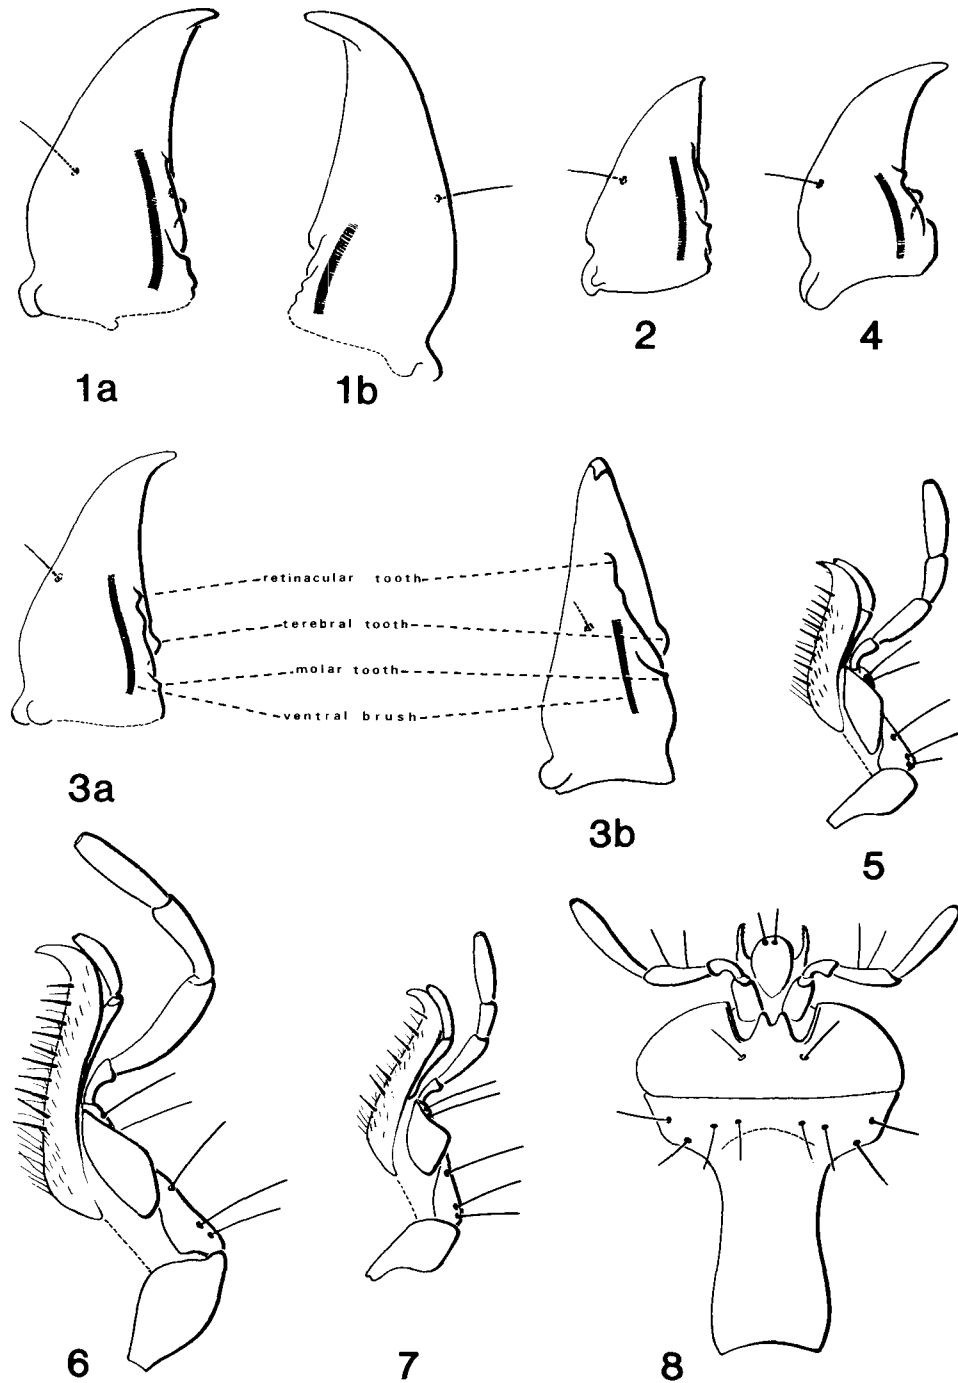 1a
1b
2
4
retinacular tooth
terebral tooth
molar tooth
ventral brush
3a
3b
5
6
7
8